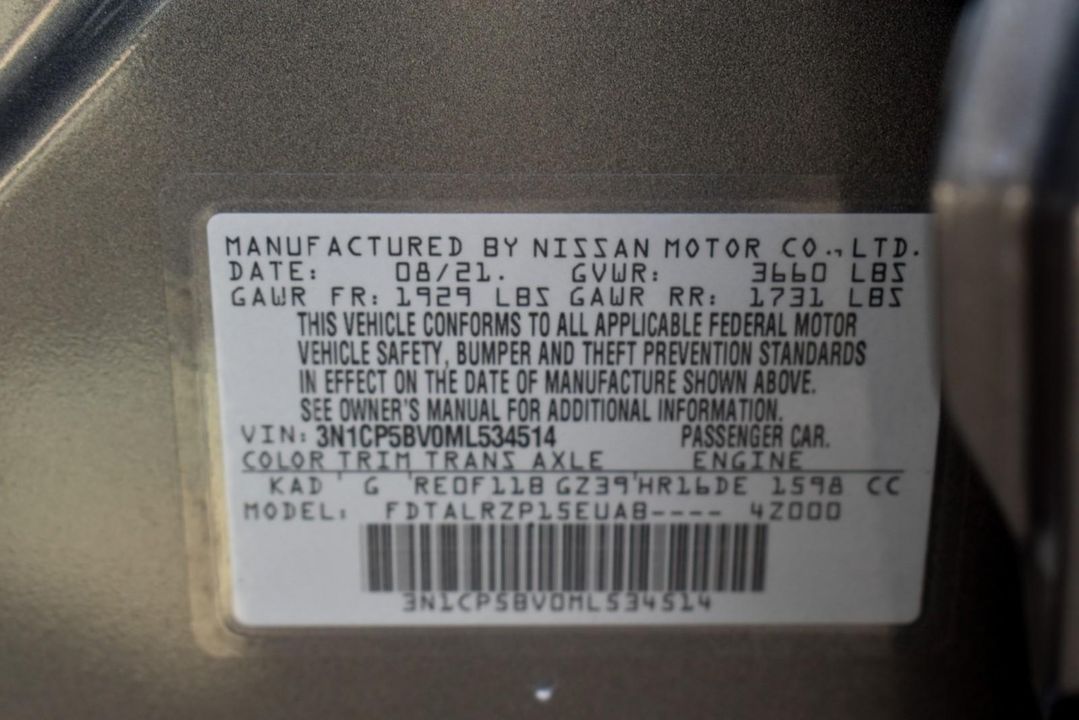 MANUFACTURED BY NISSAN MOTOR CO., LTD.
DATE: 08/21. GVWR: 3660 LBS
GAWR FR: 1929 LBS GAWR RR: 1731 LBS
THIS VEHICLE CONFORMS TO ALL APPLICABLE FEDERAL MOTOR
VEHICLE SAFETY, BUMPER AND THEFT PREVENTION STANDARDS
IN EFFECT ON THE DATE OF MANUFACTURE SHOWN ABOVE.
SEE OWNER'S MANUAL FOR ADDITIONAL INFORMATION.
VIN: 3N1CP5BV0ML534514 PASSENGER CAR.
COLOR TRIM TRANS AXLE ENGINE
KAD ' G 'RE0F11B GZ39'HR16DE 1598 CC
MODEL: FDTALRZP15EUAB---- 4Z000
3N1CP5BV0ML534514